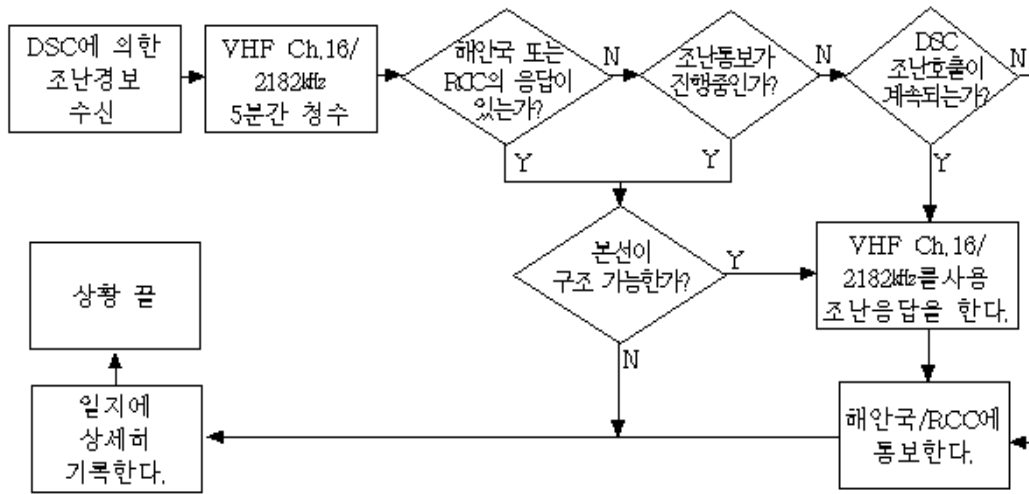 DSC에 의한
조난경보
수신
VHF Ch.16/
2182㎑
5분간 청수
해안국 또는
RCC의 응답이
있는가?
N
Y
조난통보가
진행중인가?
N
Y
DSC
조난호출이
계속되는가?
N
Y
본선이
구조 가능한가?
Y
N
VHF Ch.16/
2182㎑를사용
조난응답을 한다.
해안국/RCC에
통보한다.
일지에
상세히
기록한다.
상황 끝